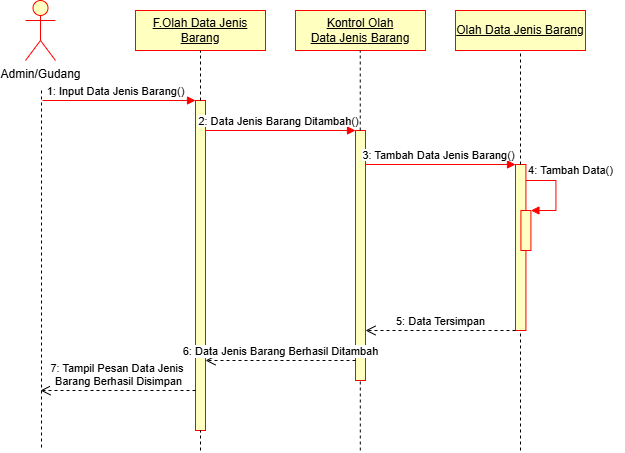 F.Olah Data Jenis
Barang
Kontrol Olah
Data Jenis Barang
Olah Data Jenis Barang
Admin/Gudang
1: Input Data Jenis Barang()
2: Data Jenis Barang Ditambah()
3: Tambah Data Jenis Barang()
4: Tambah Data()
5: Data Tersimpan
6: Data Jenis Barang Berhasil Ditambah
7: Tampil Pesan Data Jenis
Barang Berhasil Disimpan